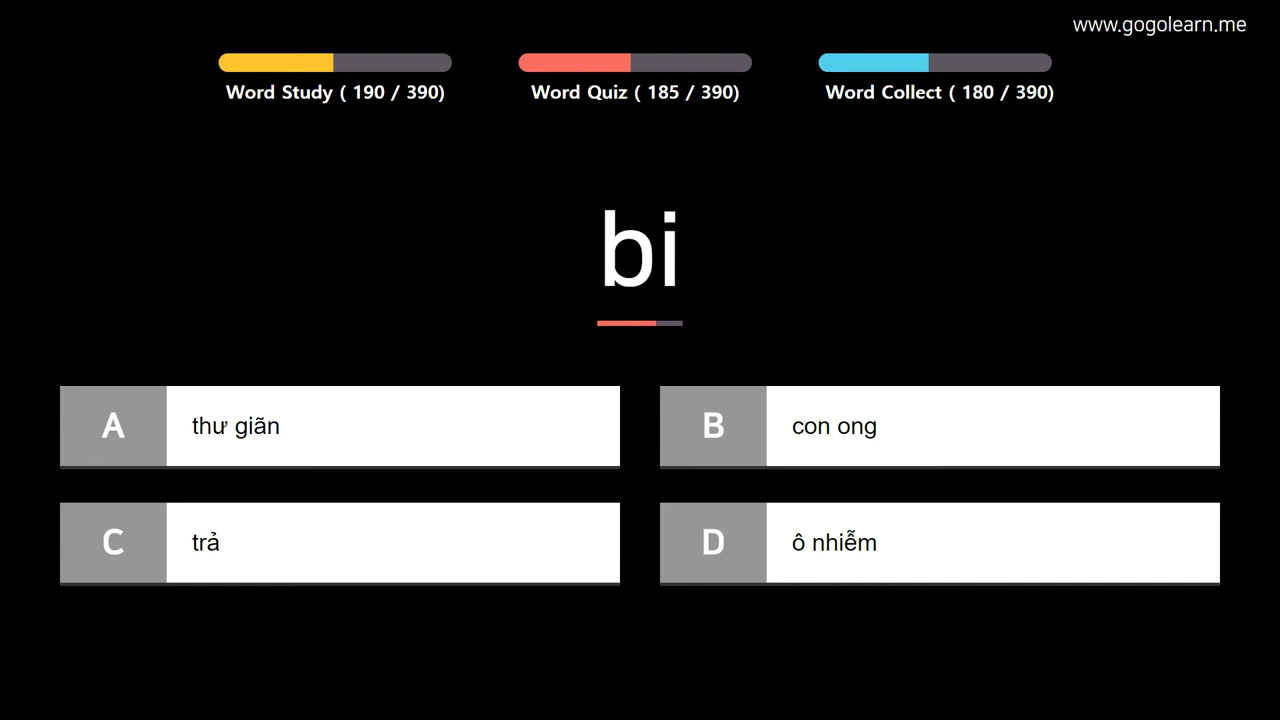 www.gogolearn.me
Word Study ( 190 / 390)
Word Quiz ( 185 / 390)
Word Collect ( 180 / 390)
bi
A thư giãn
B con ong
C trả
D ô nhiễm